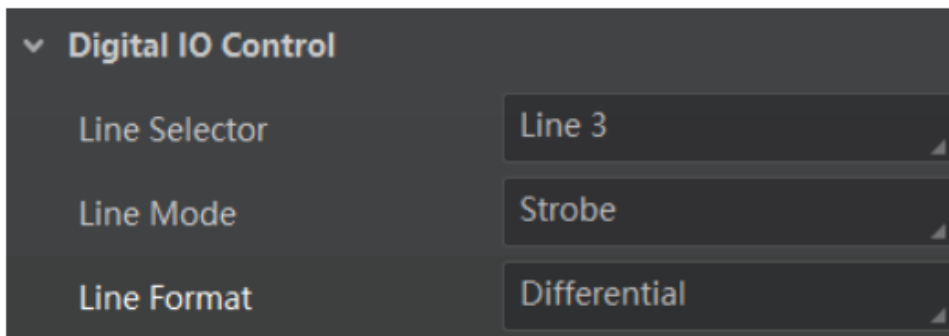 Digital IO Control
Line Selector Line 3
Line Mode Strobe
Line Format Differential